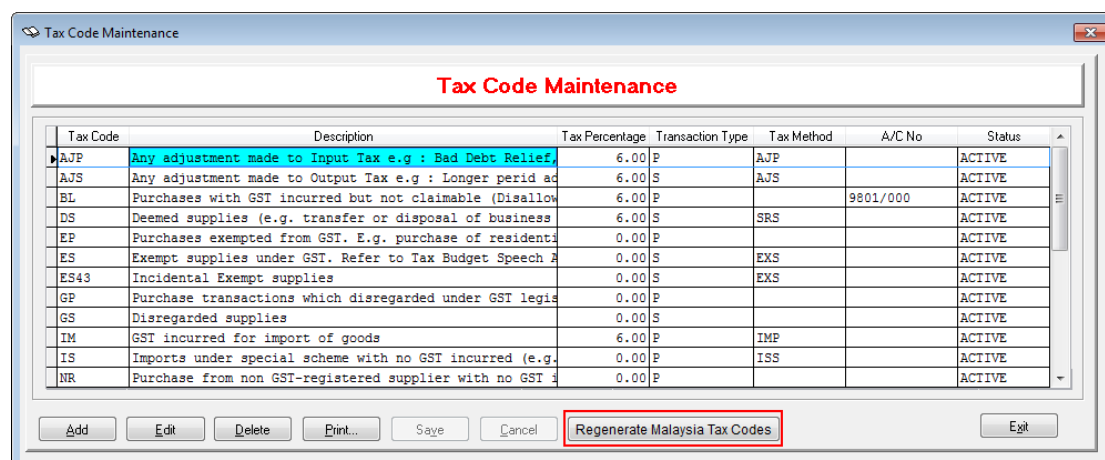 Tax Code Maintenance
Tax Code Maintenance
Tax Code Description Tax Percentage Transaction Type Tax Method A/C No Status
AJP Any adjustment made to Input Tax e.g : Bad Debt Relief, 6.00 P AJP ACTIVE
AJS Any adjustment made to Output Tax e.g : Longer perid ad 6.00 S AJS ACTIVE
BL Purchases with GST incurred but not claimable (Disallow 6.00 P 9801/000 ACTIVE
DS Deemed supplies (e.g. transfer or disposal of business 6.00 S SRS ACTIVE
EP Purchases exempted from GST. E.g. purchase of residenti 0.00 P ACTIVE
ES Exempt supplies under GST. Refer to Tax Budget Speech A 0.00 S EXS ACTIVE
ES43 Incidental Exempt supplies 0.00 S EXS ACTIVE
GP Purchase transactions which disregarded under GST legis 0.00 P ACTIVE
GS Disregarded supplies 0.00 S ACTIVE
IM GST incurred for import of goods 6.00 P IMP ACTIVE
IS Imports under special scheme with no GST incurred (e.g. 0.00 P ISS ACTIVE
NR Purchase from non GST-registered supplier with no GST i 0.00 P ACTIVE
Add Edit Delete Print... Save Cancel Regenerate Malaysia Tax Codes Exit